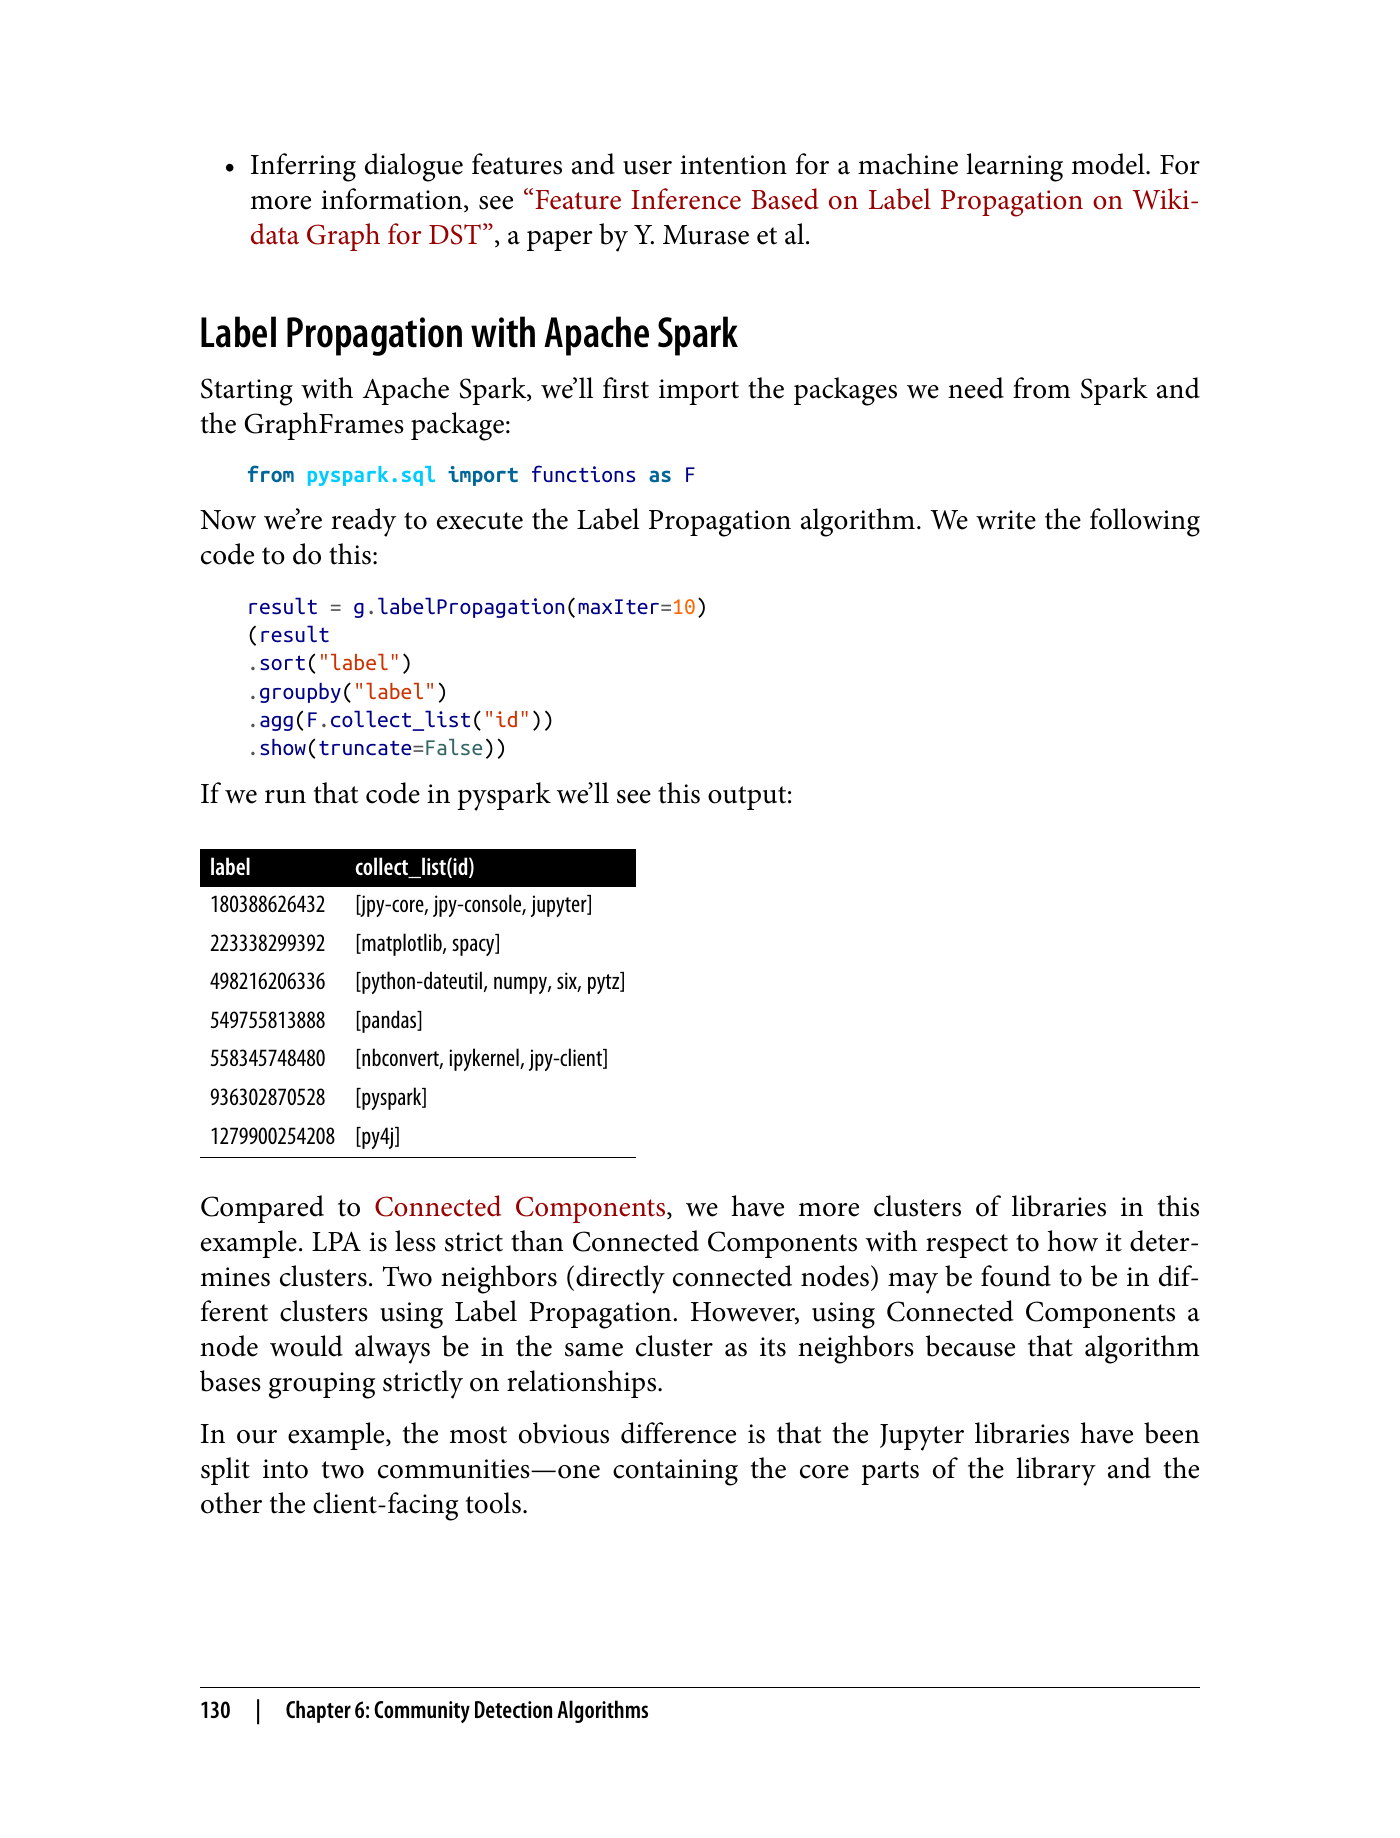 • Inferring dialogue features and user intention for a machine learning model. For
more information, see “Feature Inference Based on Label Propagation on Wiki-
data Graph for DST”, a paper by Y. Murase et al.
Label Propagation with Apache Spark
Starting with Apache Spark, we’ll first import the packages we need from Spark and
the GraphFrames package:
from pyspark.sql import functions as F
Now we’re ready to execute the Label Propagation algorithm. We write the following
code to do this:
result = g.labelPropagation(maxIter=10)
(result
.sort("label")
.groupby("label")
.agg(F.collect_list("id"))
.show(truncate=False))
If we run that code in pyspark we’ll see this output:
label collect_list(id)
180388626432 [jpy-core, jpy-console, jupyter]
223338299392 [matplotlib, spacy]
498216206336 [python-dateutil, numpy, six, pytz]
549755813888 [pandas]
558345748480 [nbconvert, ipykernel, jpy-client]
936302870528 [pyspark]
1279900254208 [py4j]
Compared to Connected Components, we have more clusters of libraries in this
example. LPA is less strict than Connected Components with respect to how it deter-
mines clusters. Two neighbors (directly connected nodes) may be found to be in dif-
ferent clusters using Label Propagation. However, using Connected Components a
node would always be in the same cluster as its neighbors because that algorithm
bases grouping strictly on relationships.
In our example, the most obvious difference is that the Jupyter libraries have been
split into two communities—one containing the core parts of the library and the
other the client-facing tools.
130 | Chapter 6: Community Detection Algorithms